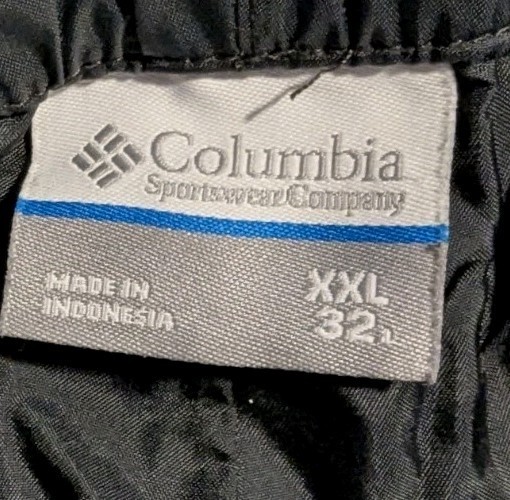 Columbia
Sportswear Company
MADE IN
INDONESIA
XXL
32L